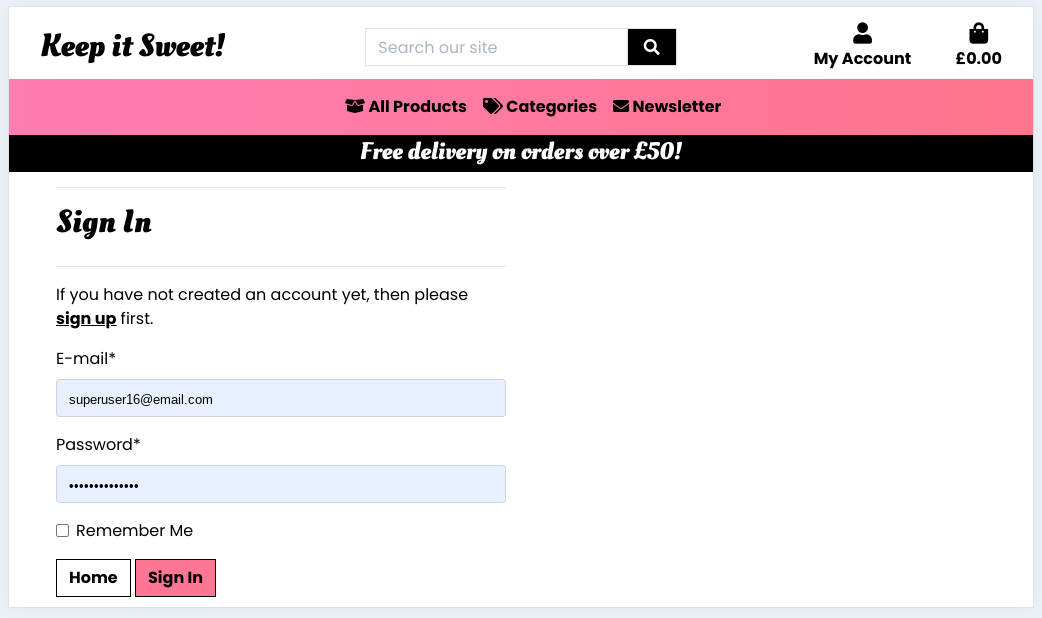 Keep it Sweet!
Search our site
My Account
£0.00
All Products Categories Newsletter
Free delivery on orders over £50!
Sign In
If you have not created an account yet, then please
sign up first.
E-mail*
superuser16@email.com
Password*
••••••••••••••
Remember Me
Home Sign In